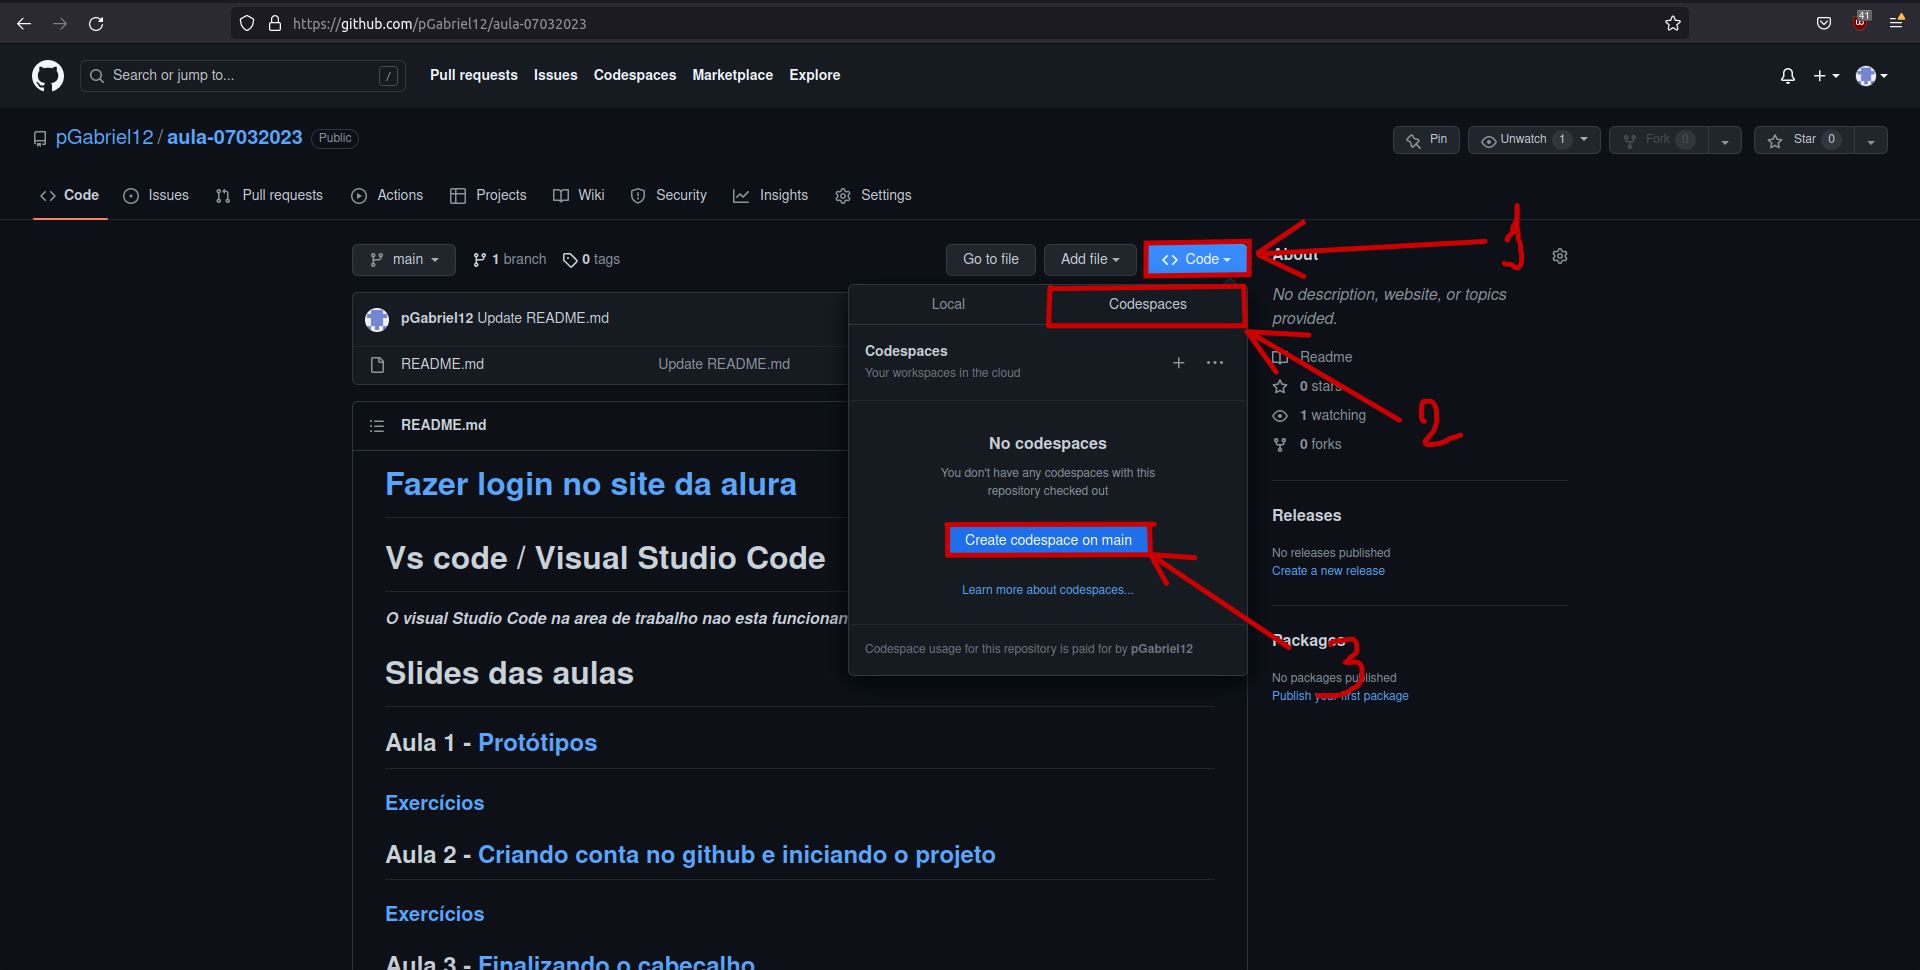 https://github.com/pGabriel12/aula-07032023
41
Search or jump to...
/
Pull requests
Issues
Codespaces
Marketplace
Explore
pGabriel12 / aula-07032023
Public
Pin
Unwatch 1
Fork 0
Star 0
Code
Issues
Pull requests
Actions
Projects
Wiki
Security
Insights
Settings
main
1 branch
0 tags
Go to file
Add file
Code
1
About
Local
Codespaces
No description, website, or topics
provided.
pGabriel12 Update README.md
Codespaces
Your workspaces in the cloud
Readme
README.md
Update README.md
0 stars
1 watching
2
0 forks
README.md
No codespaces
You don't have any codespaces with this
repository checked out
Fazer login no site da alura
Releases
Create codespace on main
No releases published
Create a new release
Vs code / Visual Studio Code
Learn more about codespaces...
O visual Studio Code na area de trabalho nao esta
Codespace usage for this repository is paid for by pGabriel12
Packages
3
No packages published
Publish your first package
Slides das aulas
Aula 1 - Protótipos
Exercícios
Aula 2 - Criando conta no github e iniciando o projeto
Exercícios
Aula 3 - Finalizando o cabeçalho